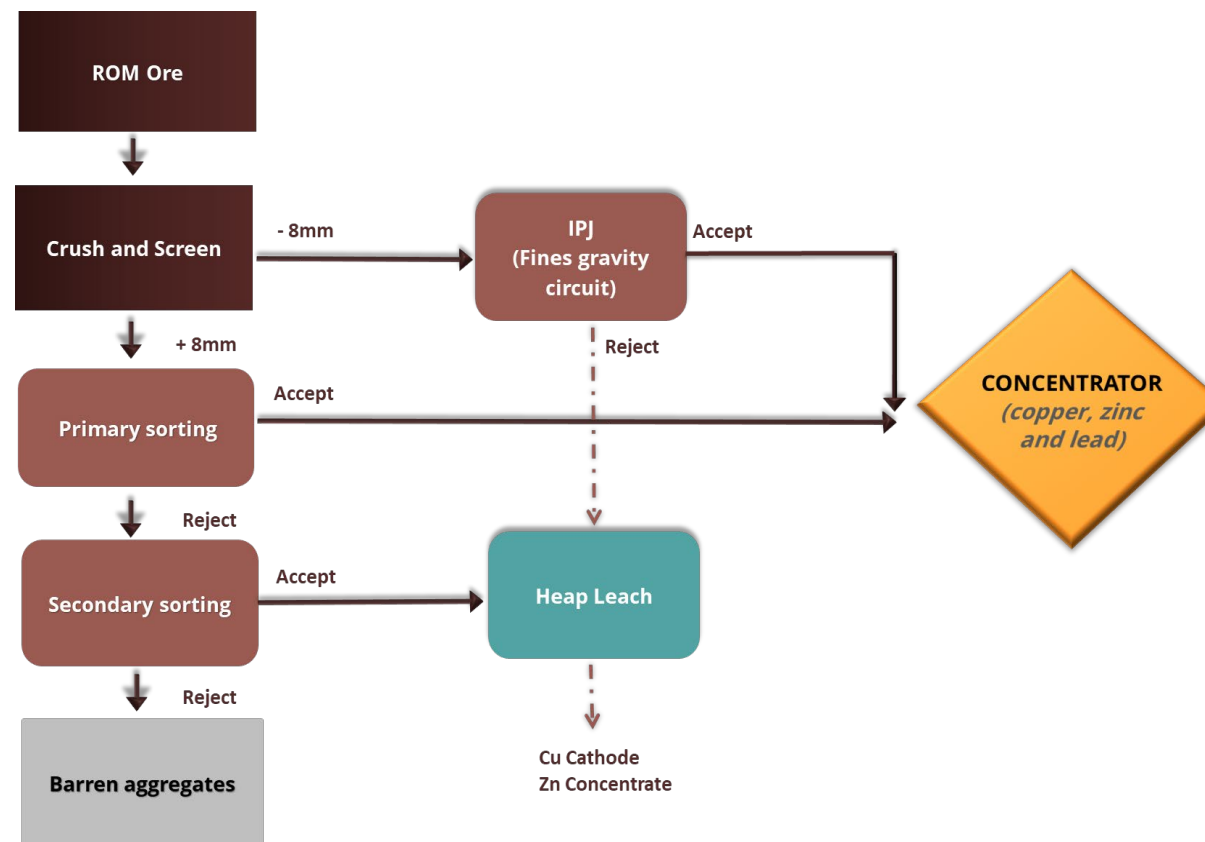 ROM Ore
Crush and Screen
- 8mm
IPJ
(Fines gravity
circuit)
Accept
+ 8mm
Reject
Primary sorting
Accept
CONCENTRATOR
(copper, zinc
and lead)
Reject
Secondary sorting
Accept
Heap Leach
Reject
Barren aggregates
Cu Cathode
Zn Concentrate